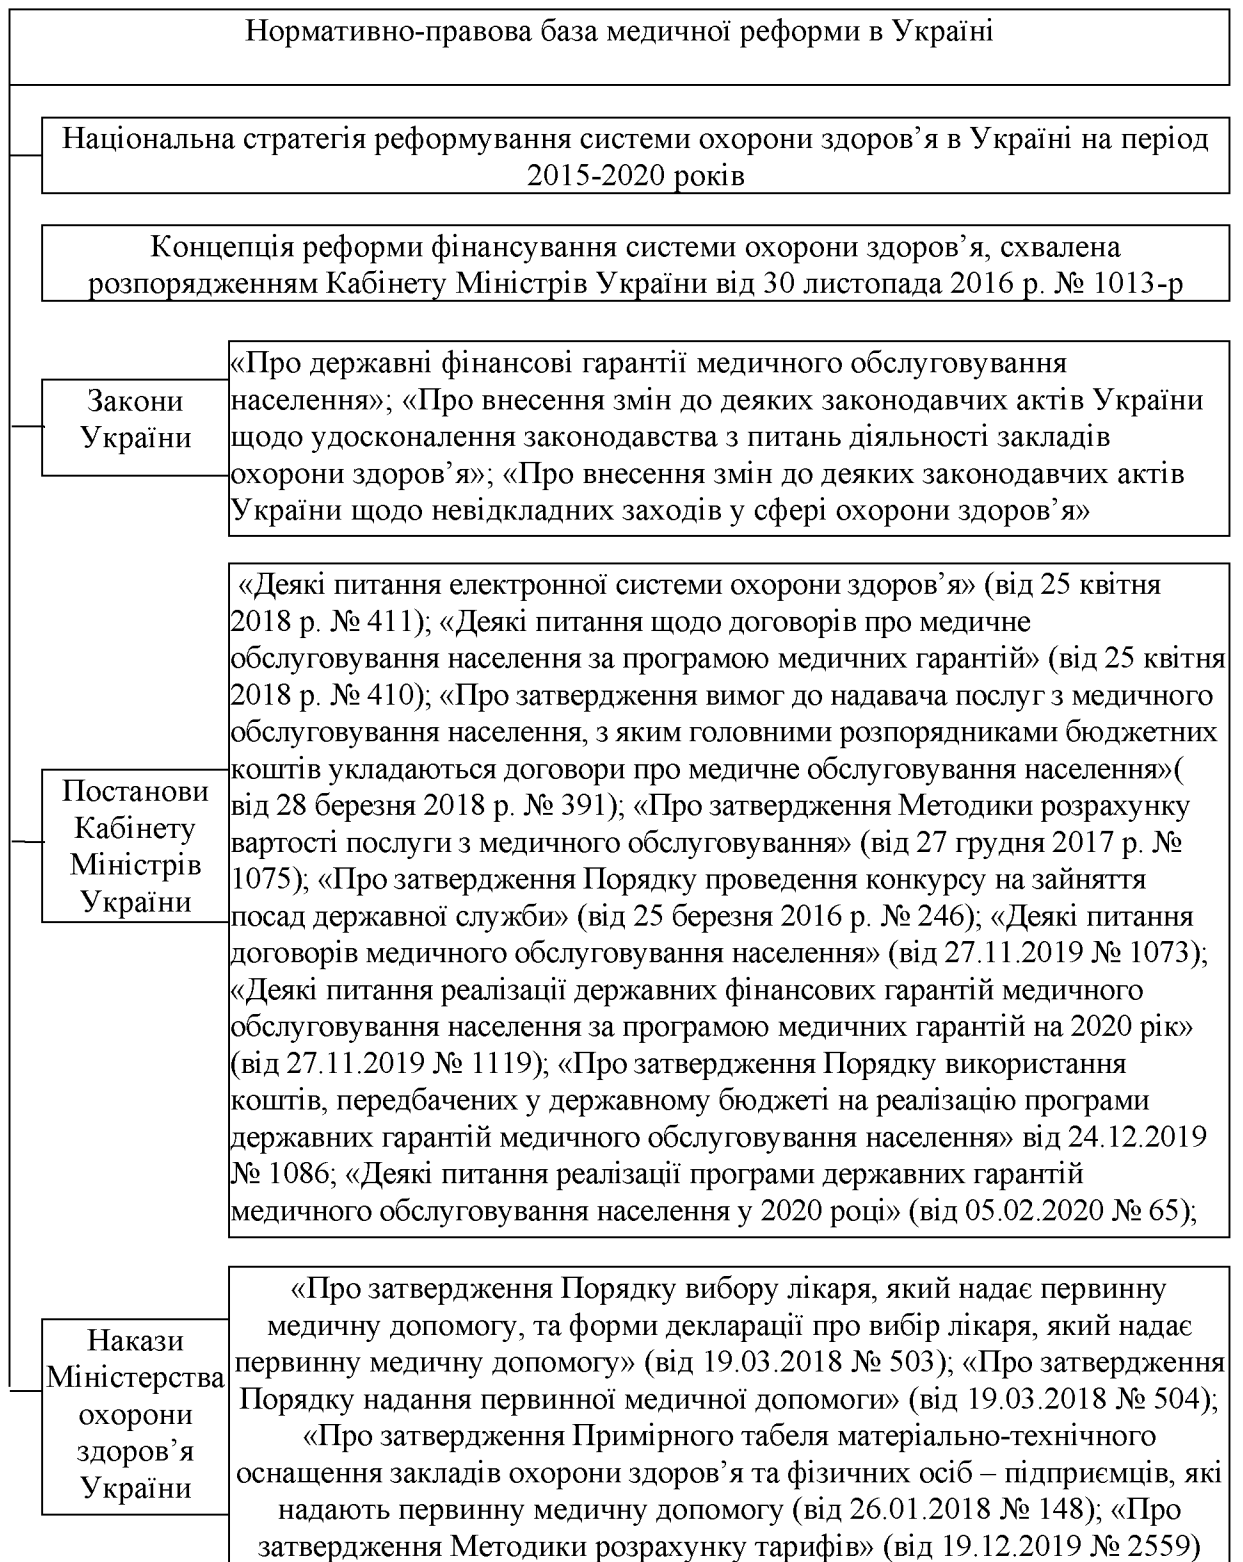 Нормативно-правова база медичної реформи в Україні
Національна стратегія реформування системи охорони здоров’я в Україні на період
2015-2020 років
Концепція реформи фінансування системи охорони здоров’я, схвалена
розпорядженням Кабінету Міністрів України від 30 листопада 2016 р. № 1013-р
Закони
України
«Про державні фінансові гарантії медичного обслуговування
населення»; «Про внесення змін до деяких законодавчих актів України
щодо удосконалення законодавства з питань діяльності закладів
охорони здоров’я»; «Про внесення змін до деяких законодавчих актів
України щодо невідкладних заходів у сфері охорони здоров’я»
Постанови
Кабінету
Міністрів
України
«Деякі питання електронної системи охорони здоров’я» (від 25 квітня
2018 р. № 411); «Деякі питання щодо договорів про медичне
обслуговування населення за програмою медичних гарантій» (від 25 квітня
2018 р. № 410); «Про затвердження вимог до надавача послуг з медичного
обслуговування населення, з яким головними розпорядниками бюджетних
коштів укладаються договори про медичне обслуговування населення»(
від 28 березня 2018 р. № 391); «Про затвердження Методики розрахунку
вартості послуги з медичного обслуговування» (від 27 грудня 2017 р. №
1075); «Про затвердження Порядку проведення конкурсу на зайняття
посад державної служби» (від 25 березня 2016 р. № 246); «Деякі питання
договорів медичного обслуговування населення» (від 27.11.2019 № 1073);
«Деякі питання реалізації державних фінансових гарантій медичного
обслуговування населення за програмою медичних гарантій на 2020 рік»
(від 27.11.2019 № 1119); «Про затвердження Порядку використання
коштів, передбачених у державному бюджеті на реалізацію програми
державних гарантій медичного обслуговування населення» від 24.12.2019
№ 1086; «Деякі питання реалізації програми державних гарантій
медичного обслуговування населення у 2020 році» (від 05.02.2020 № 65);
Накази
Міністерства
охорони
здоров’я
України
«Про затвердження Порядку вибору лікаря, який надає первинну
медичну допомогу, та форми декларації про вибір лікаря, який надає
первинну медичну допомогу» (від 19.03.2018 № 503); «Про затвердження
Порядку надання первинної медичної допомоги» (від 19.03.2018 № 504);
«Про затвердження Примірного табеля матеріально-технічного
оснащення закладів охорони здоров’я та фізичних осіб – підприємців, які
надають первинну медичну допомогу (від 26.01.2018 № 148); «Про
затвердження Методики розрахунку тарифів» (від 19.12.2019 № 2559)